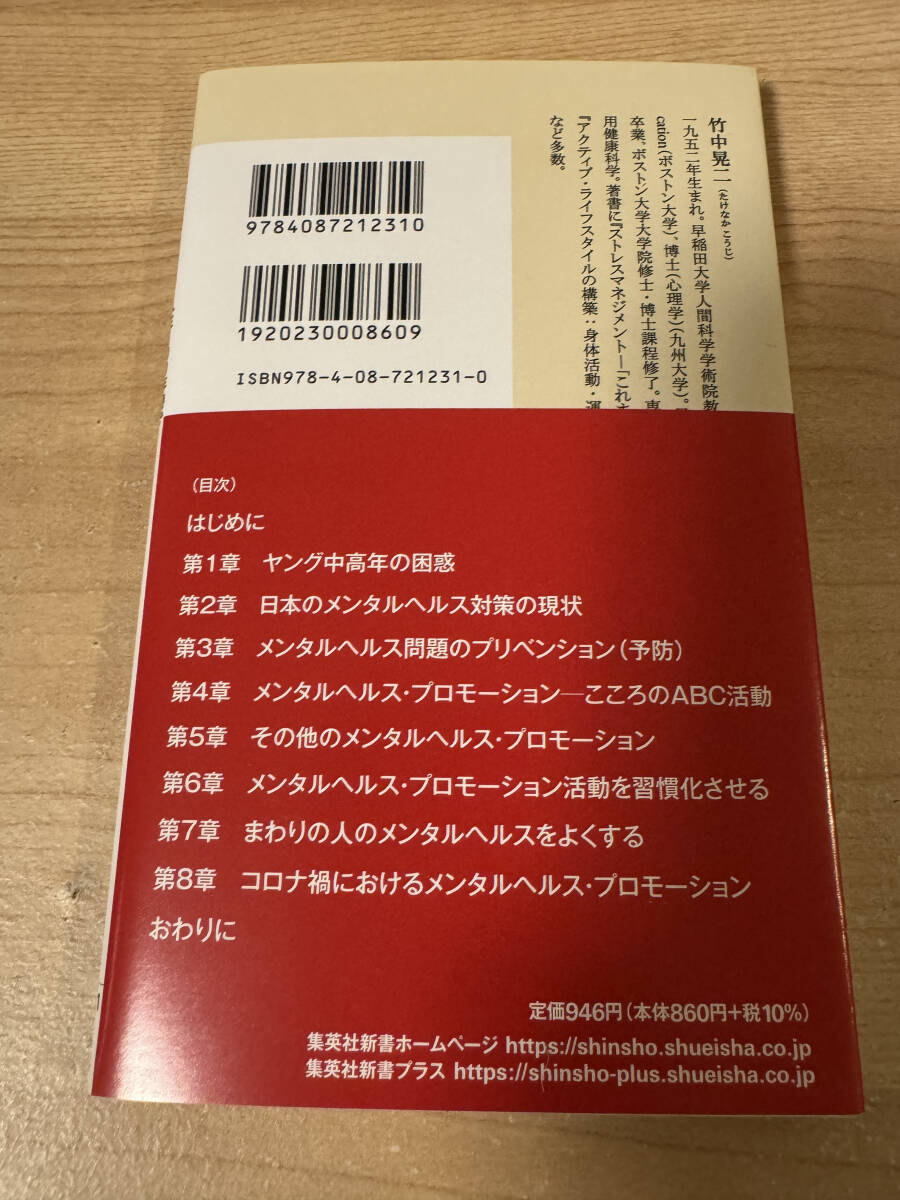 竹中晃二（たけなか こうじ）
一九五二年生まれ。早稲田大学人間科学学術院教
cation（ボストン大学）、博士（心理学）（九州大学）。
卒業、ボストン大学大学院修士・博士課程修了。専
用健康科学。著書に『ストレスマネジメント―「これま
『アクティブ・ライフスタイルの構築：身体活動・運
など多数。
9784087212310
1920230008609
ISBN978-4-08-721231-0
（目次）
はじめに
第1章 ヤング中高年の困惑
第2章 日本のメンタルヘルス対策の現状
第3章 メンタルヘルス問題のプリベンション（予防）
第4章 メンタルヘルス・プロモーション―こころのABC活動
第5章 その他のメンタルヘルス・プロモーション
第6章 メンタルヘルス・プロモーション活動を習慣化させる
第7章 まわりの人のメンタルヘルスをよくする
第8章 コロナ禍におけるメンタルヘルス・プロモーション
おわりに
定価946円（本体860円+税10%）
集英社新書ホームページ https://shinsho.shueisha.co.jp
集英社新書プラス https://shinsho-plus.shueisha.co.jp